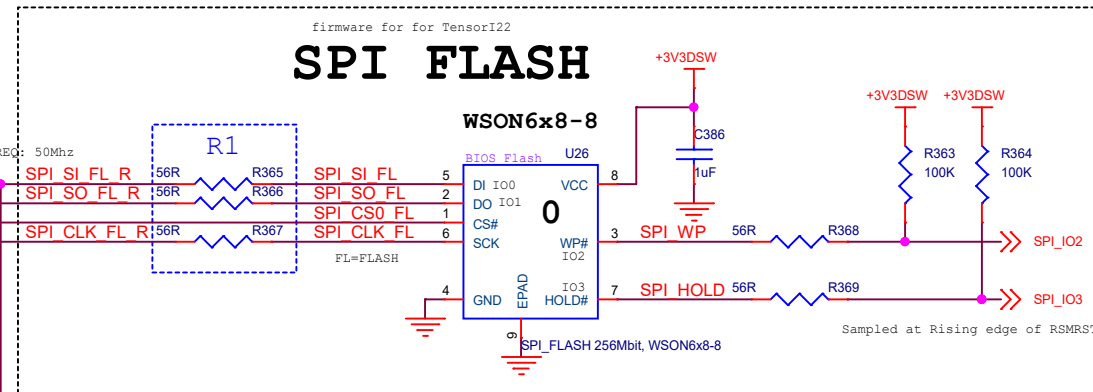 firmware for for TensorI22
SPI FLASH
+3V3DSW
+3V3DSW
+3V3DSW
WSON6x8-8
C386
1uF
R363
100K
R364
100K
REQ: 50Mhz
R1
BIOS Flash
U26
SPI_SI_FL_R
56R
R365
SPI_SI_FL
5
DI
IO0
VCC
8
SPI_SO_FL_R
56R
R366
SPI_SO_FL
2
DO
IO1
SPI_CS0_FL
1
CS#
0
SPI_CLK_FL_R
56R
R367
SPI_CLK_FL
6
SCK
WP#
IO2
3
SPI_WP
56R
R368
SPI_IO2
FL=FLASH
4
GND
EPAD
IO3
HOLD#
7
SPI_HOLD
56R
R369
SPI_IO3
9
SPI_FLASH 256Mbit, WSON6x8-8
Sampled at Rising edge of RSMRST